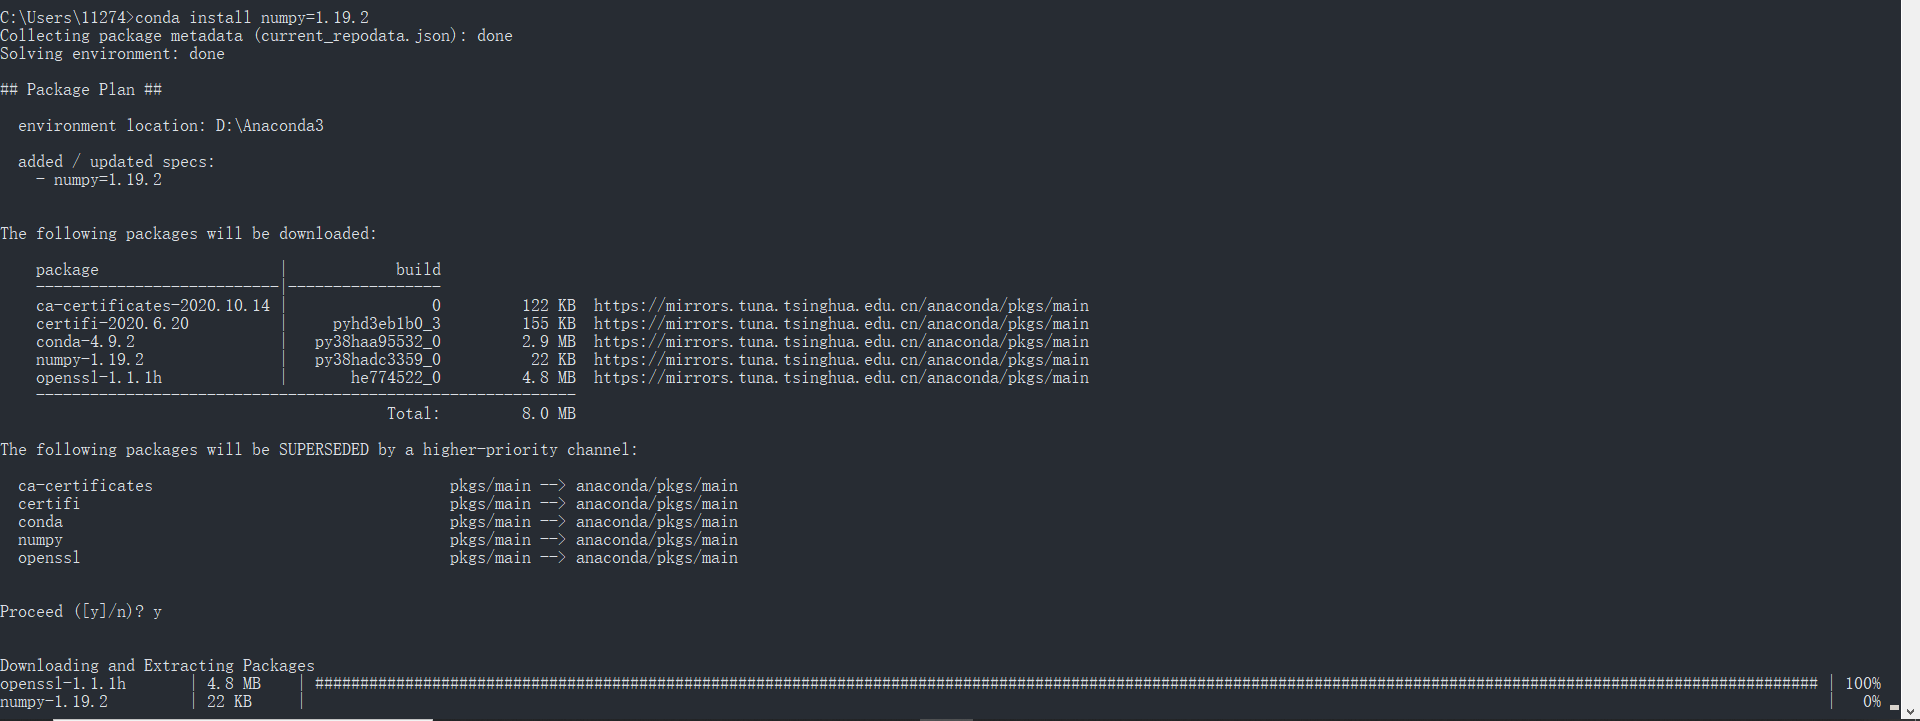 C:\Users\11274>conda install numpy=1.19.2
Collecting package metadata (current_repodata.json): done
Solving environment: done
## Package Plan ##
environment location: D:\Anaconda3
added / updated specs:
- numpy=1.19.2
The following packages will be downloaded:
package | build
---------------------------|-----------------
ca-certificates-2020.10.14 | 0 122 KB https://mirrors.tuna.tsinghua.edu.cn/anaconda/pkgs/main
certifi-2020.6.20 | pyhd3eb1b0_3 155 KB https://mirrors.tuna.tsinghua.edu.cn/anaconda/pkgs/main
conda-4.9.2 | py38haa95532_0 2.9 MB https://mirrors.tuna.tsinghua.edu.cn/anaconda/pkgs/main
numpy-1.19.2 | py38hadc3359_0 22 KB https://mirrors.tuna.tsinghua.edu.cn/anaconda/pkgs/main
openssl-1.1.1h | he774522_0 4.8 MB https://mirrors.tuna.tsinghua.edu.cn/anaconda/pkgs/main
------------------------------------------------------------
Total: 8.0 MB
The following packages will be SUPERSEDED by a higher-priority channel:
ca-certificates pkgs/main --> anaconda/pkgs/main
certifi pkgs/main --> anaconda/pkgs/main
conda pkgs/main --> anaconda/pkgs/main
numpy pkgs/main --> anaconda/pkgs/main
openssl pkgs/main --> anaconda/pkgs/main
Proceed ([y]/n)? y
Downloading and Extracting Packages
openssl-1.1.1h | 4.8 MB | ####################################################################################################################################################################### | 100%
numpy-1.19.2 | 22 KB | | 0%